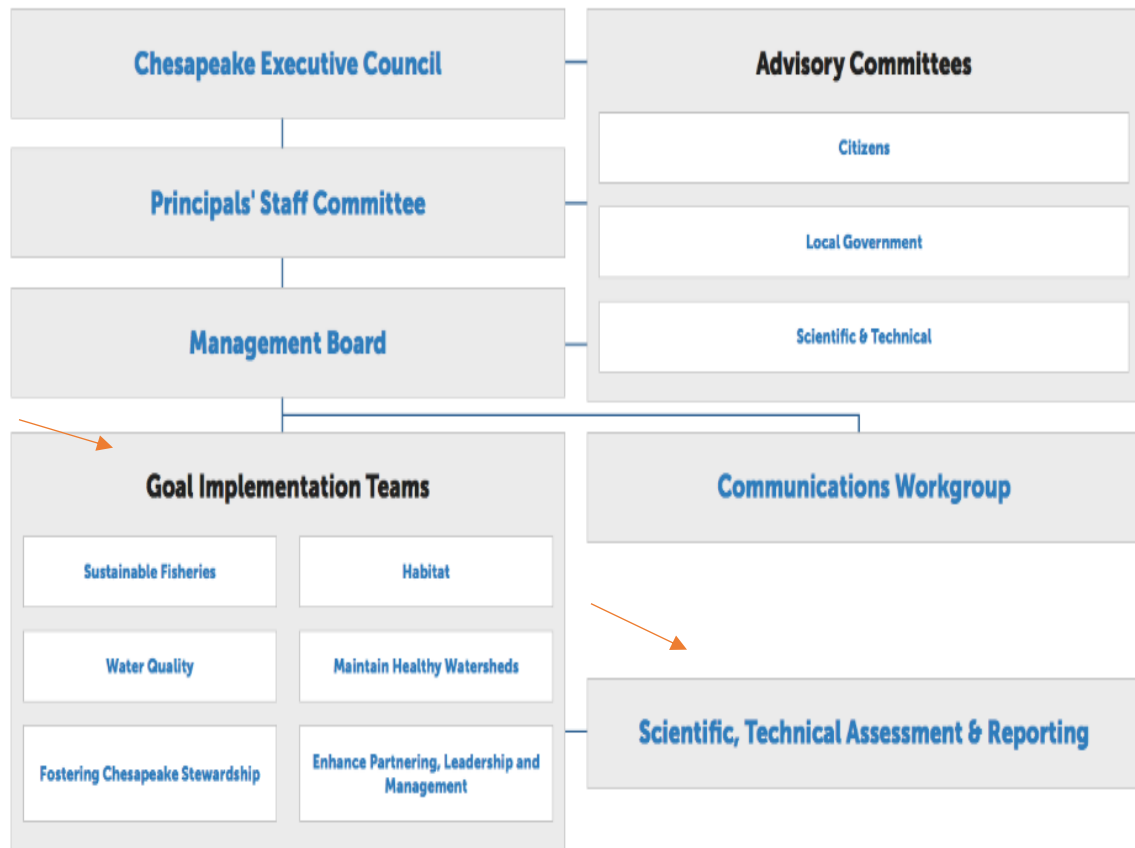 Chesapeake Executive Council
Advisory Committees
Citizens
Principals' Staff Committee
Local Government
Management Board
Scientific & Technical
Goal Implementation Teams
Communications Workgroup
Sustainable Fisheries
Habitat
Water Quality
Maintain Healthy Watersheds
Fostering Chesapeake Stewardship
Enhance Partnering, Leadership and
Management
Scientific, Technical Assessment & Reporting